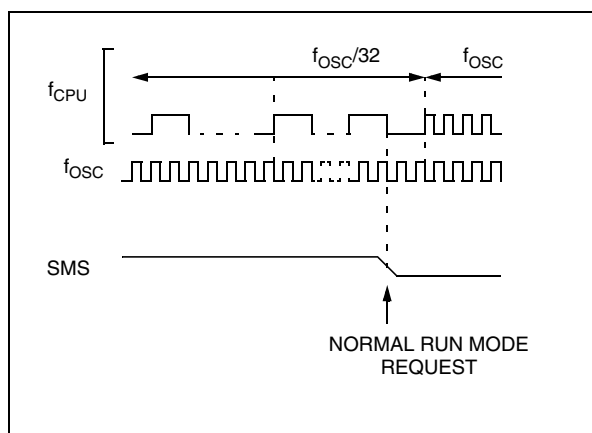 fOSC/32
fOSC
fCPU
fOSC
SMS
NORMAL RUN MODE
REQUEST